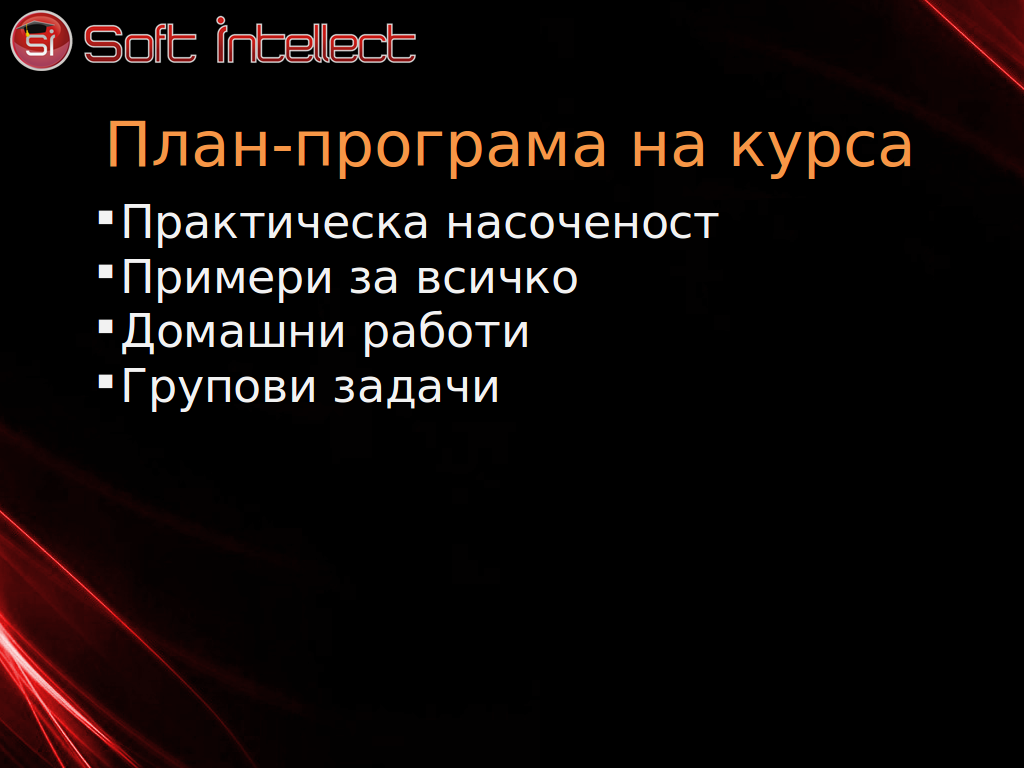 Si Soft Intellect
План-програма на курса
▪Практическа насоченост
▪Примери за всичко
▪Домашни работи
▪Групови задачи